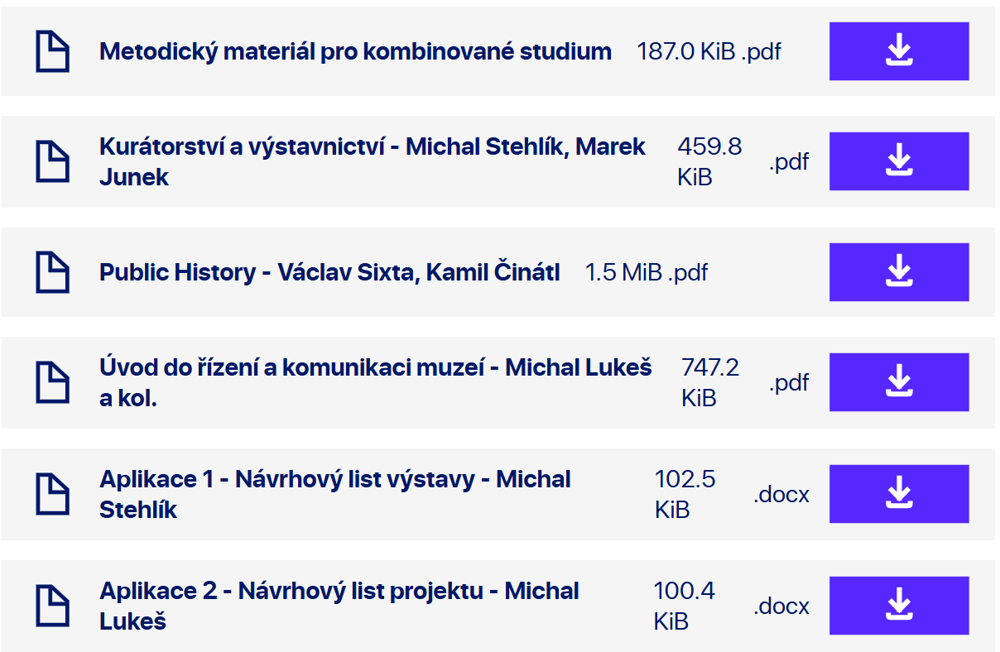 Metodický materiál pro kombinované studium 187.0 KiB .pdf
Kurátorství a výstavnictví - Michal Stehlík, Marek
Junek
459.8
KiB
.pdf
Public History - Václav Sixta, Kamil Činátl 1.5 MiB .pdf
Úvod do řízení a komunikaci muzeí - Michal Lukeš
a kol.
747.2
KiB
.pdf
Aplikace 1 - Návrhový list výstavy - Michal
Stehlík
102.5
KiB
.docx
Aplikace 2 - Návrhový list projektu - Michal
Lukeš
100.4
KiB
.docx